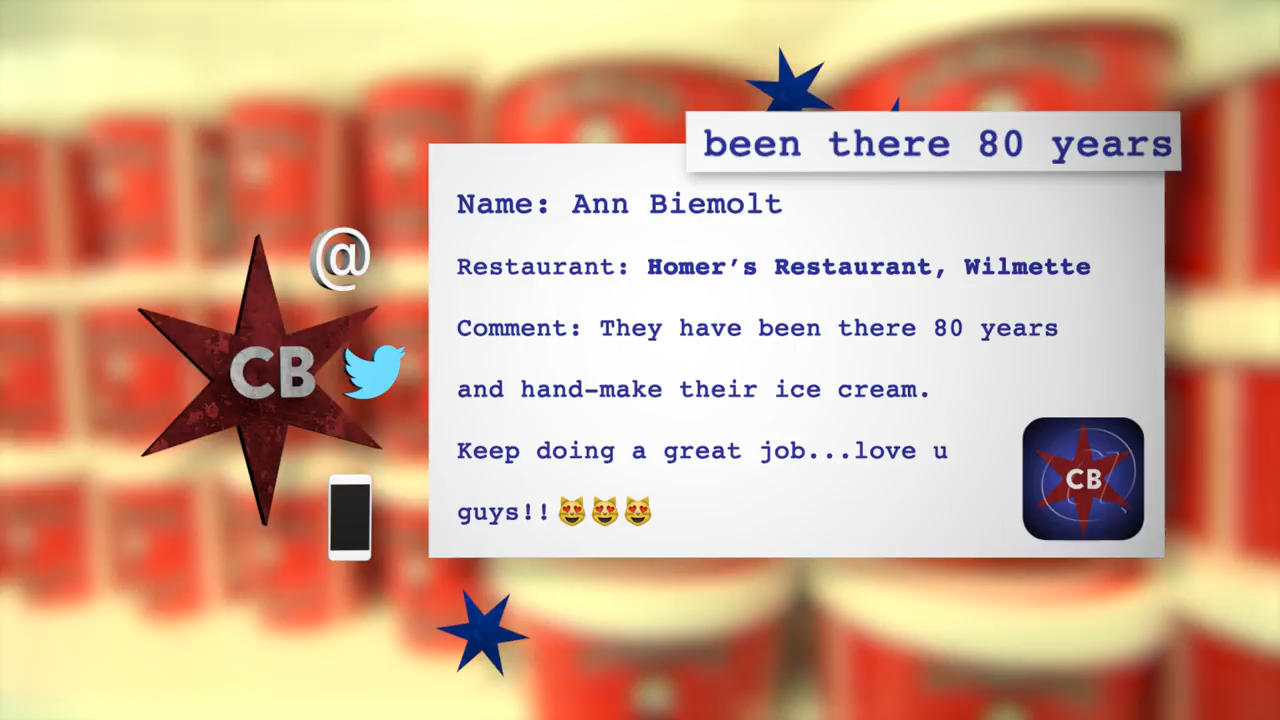 been there 80 years
Name: Ann Biemolt
Restaurant: Homer’s Restaurant, Wilmette
Comment: They have been there 80 years
and hand-make their ice cream.
Keep doing a great job...love u
guys!!😻😻😻
@
CB
CB